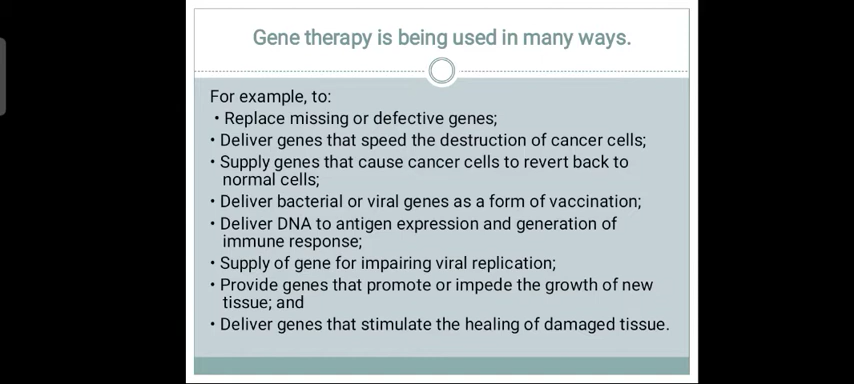 Gene therapy is being used in many ways.
For example, to:
• Replace missing or defective genes;
• Deliver genes that speed the destruction of cancer cells;
• Supply genes that cause cancer cells to revert back to
normal cells;
• Deliver bacterial or viral genes as a form of vaccination;
• Deliver DNA to antigen expression and generation of
immune response;
• Supply of gene for impairing viral replication;
• Provide genes that promote or impede the growth of new
tissue; and
• Deliver genes that stimulate the healing of damaged tissue.